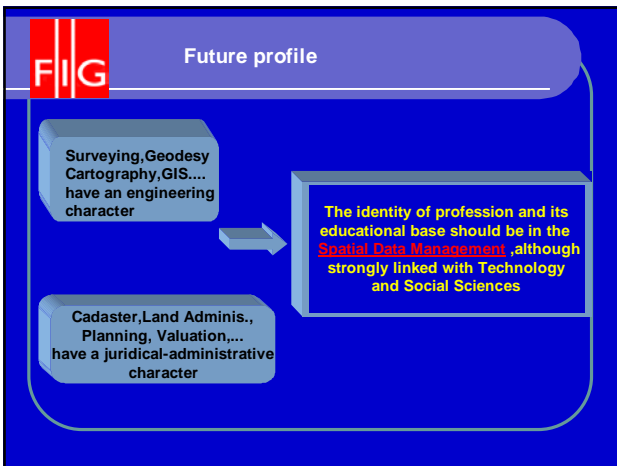 FIG
Future profile
Surveying,Geodesy
Cartography,GIS....
have an engineering
character
The identity of profession and its
educational base should be in the
Spatial Data Management ,although
strongly linked with Technology
and Social Sciences
Cadaster,Land Adminis.,
Planning, Valuation,...
have a juridical-administrative
character